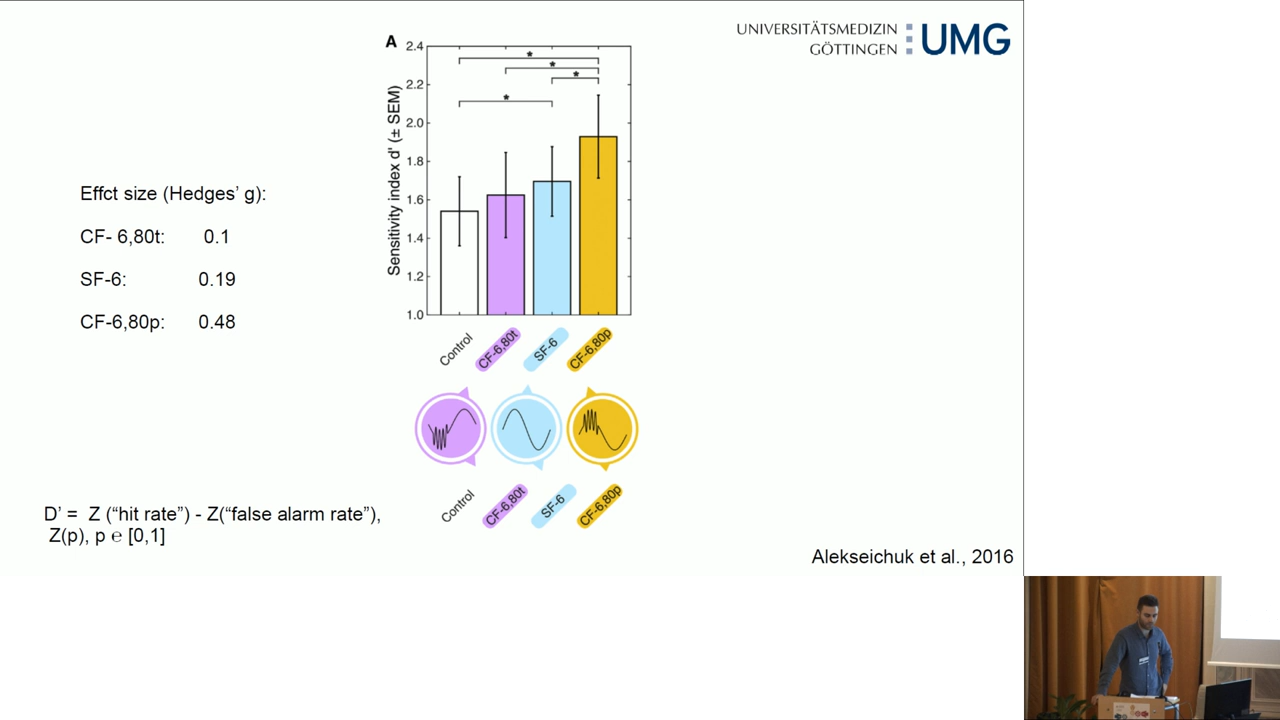 UNIVERSITÄTSMEDIZIN
GÖTTINGEN
UMG
A
Sensitivity index d' (± SEM)
2.4
2.2
2.0
1.8
1.6
1.4
1.2
1.0
*
*
*
*
Control
CF-6,80t
SF-6
CF-6,80p
Effct size (Hedges' g):
CF- 6,80t: 0.1
SF-6: 0.19
CF-6,80p: 0.48
Control
CF-6,80t
SF-6
CF-6,80p
D' = Z ("hit rate") - Z("false alarm rate"),
Z(p), p ℮ [0,1]
Alekseichuk et al., 2016